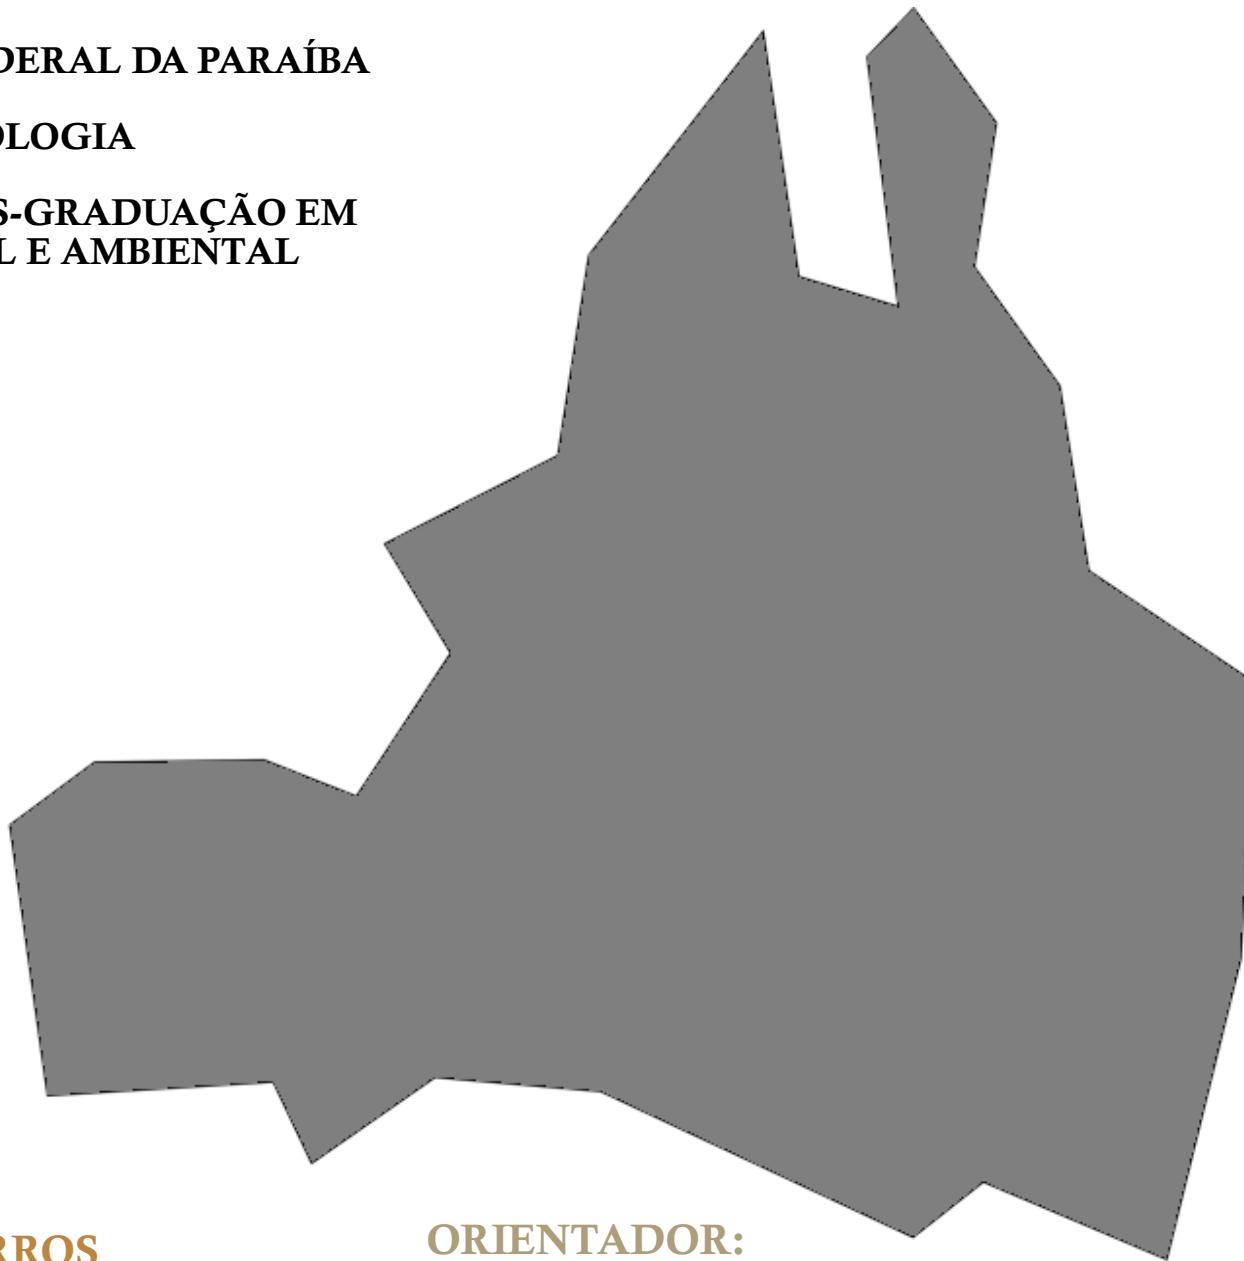 DERAL DA PARAÍBA
OLOGIA
S-GRADUAÇÃO EM
L E AMBIENTAL
RROS
ORIENTADOR: